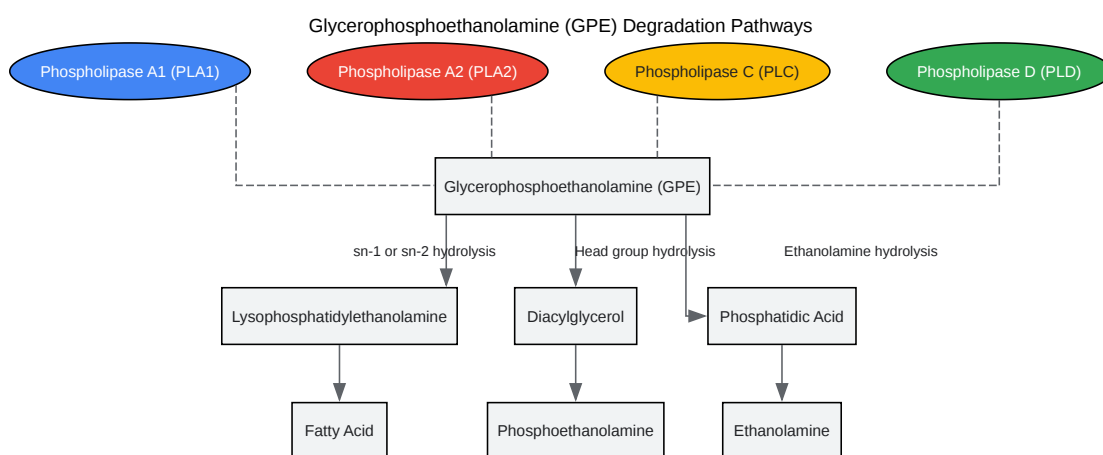 Glycerophosphoethanolamine (GPE) Degradation Pathways
Phospholipase A1 (PLA1)
Phospholipase A2 (PLA2)
Phospholipase C (PLC)
Phospholipase D (PLD)
Glycerophosphoethanolamine (GPE)
sn-1 or sn-2 hydrolysis
Head group hydrolysis
Ethanolamine hydrolysis
Lysophosphatidylethanolamine
Diacylglycerol
Phosphatidic Acid
Fatty Acid
Phosphoethanolamine
Ethanolamine